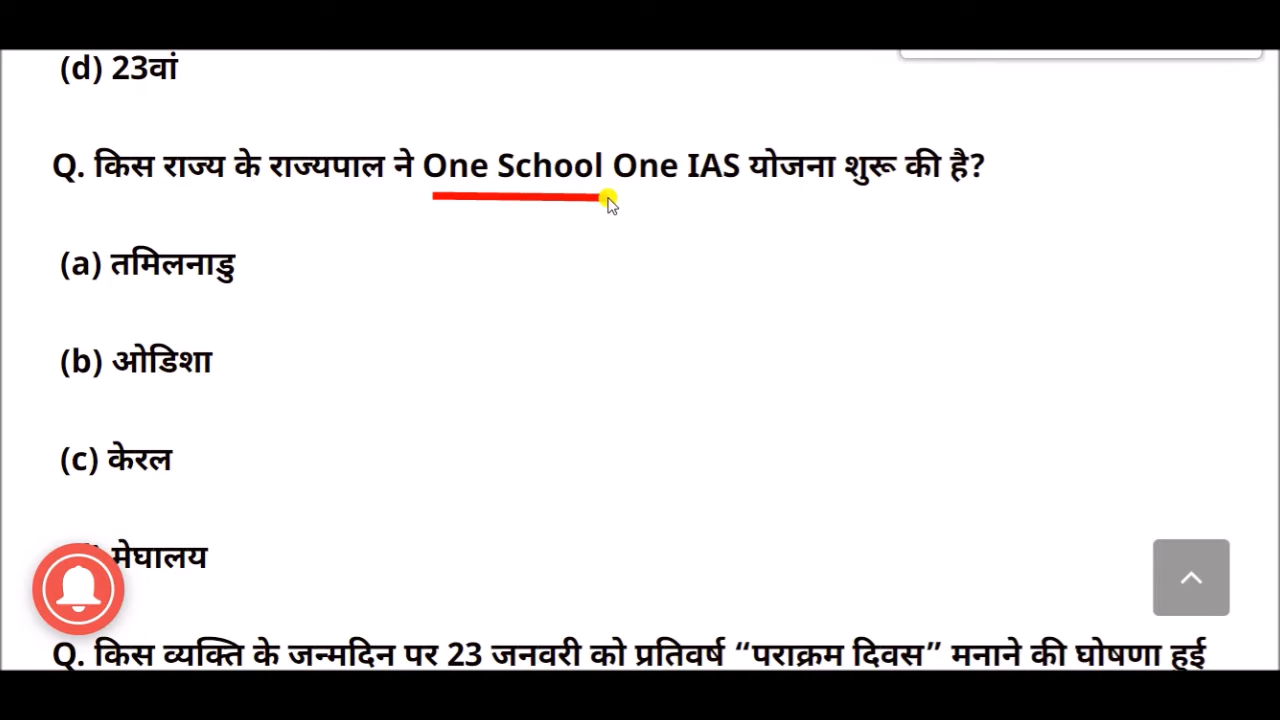 (d) 23वां
Q. किस राज्य के राज्यपाल ने One School One IAS योजना शुरू की है?
(a) तमिलनाडु
(b) ओडिशा
(c) केरल
मेघालय
Q. किस व्यक्ति के जन्मदिन पर 23 जनवरी को प्रतिवर्ष “पराक्रम दिवस” मनाने की घोषणा हुई